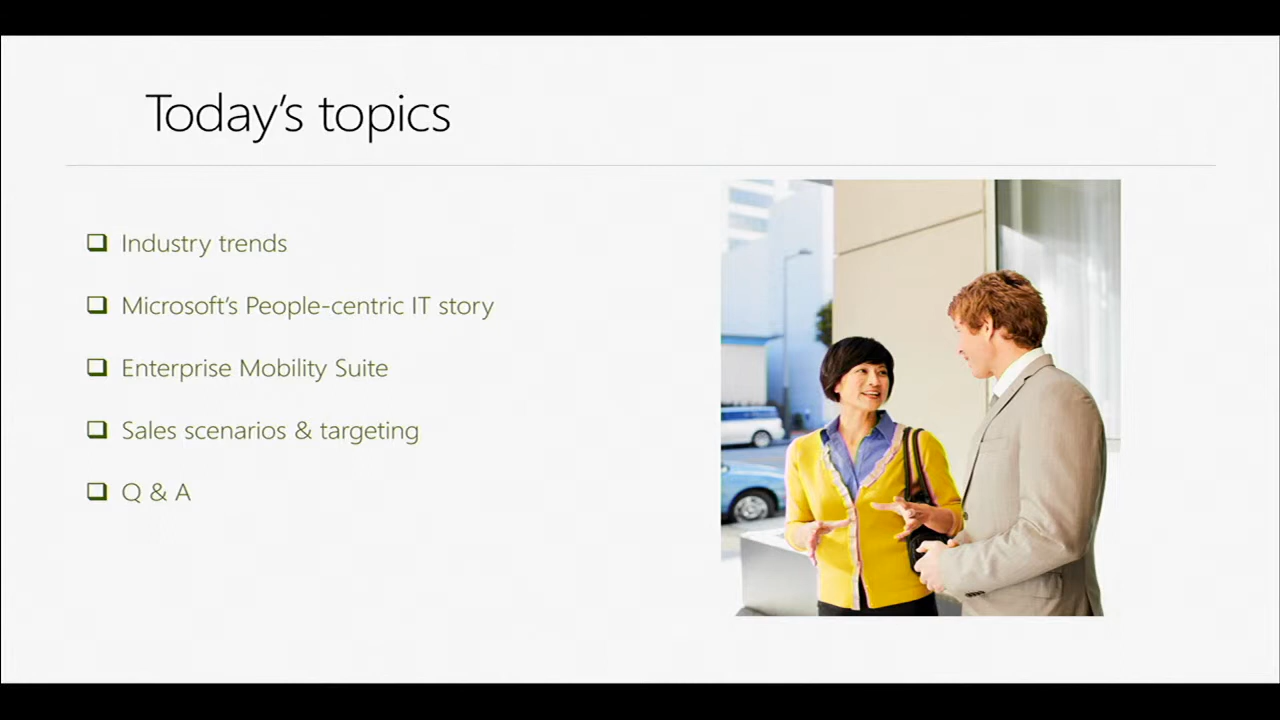 Today's topics
Industry trends
Microsoft's People-centric IT story
Enterprise Mobility Suite
Sales scenarios & targeting
Q & A